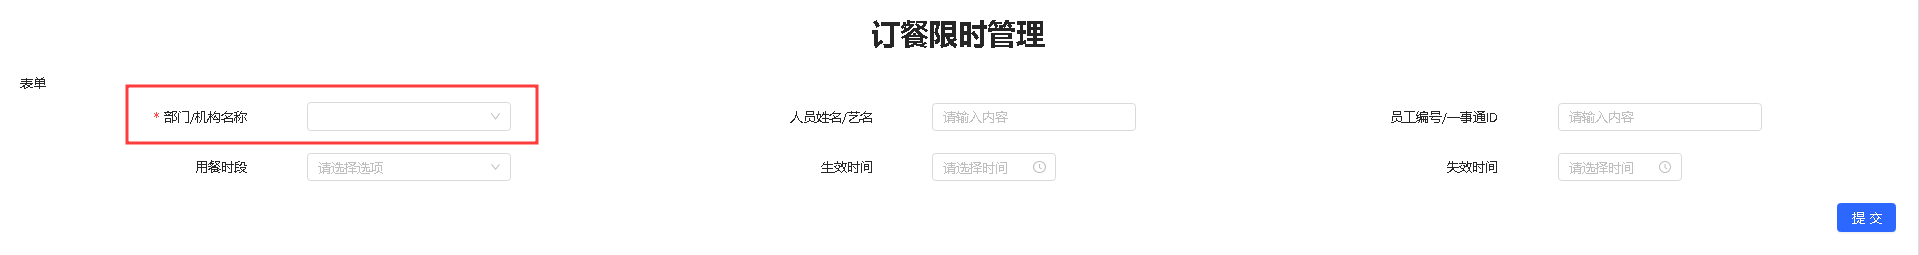 订餐限时管理
表单
* 部门/机构名称
人员姓名/艺名 请输入内容
员工编号/一事通ID 请输入内容
用餐时段 请选择选项
生效时间 请选择时间
失效时间 请选择时间
提 交